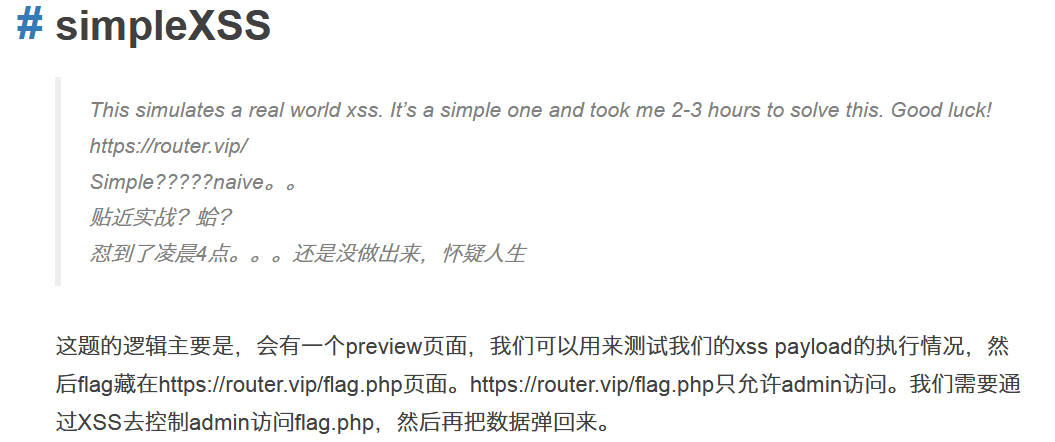 # simpleXSS
This simulates a real world xss. It’s a simple one and took me 2-3 hours to solve this. Good luck!
https://router.vip/
Simple?????naive。。
贴近实战？蛤？
怼到了凌晨4点。。。还是没做出来，怀疑人生
这题的逻辑主要是，会有一个preview页面，我们可以用来测试我们的xss payload的执行情况，然
后flag藏在https://router.vip/flag.php页面。https://router.vip/flag.php只允许admin访问。我们需要通
过XSS去控制admin访问flag.php，然后再把数据弹回来。